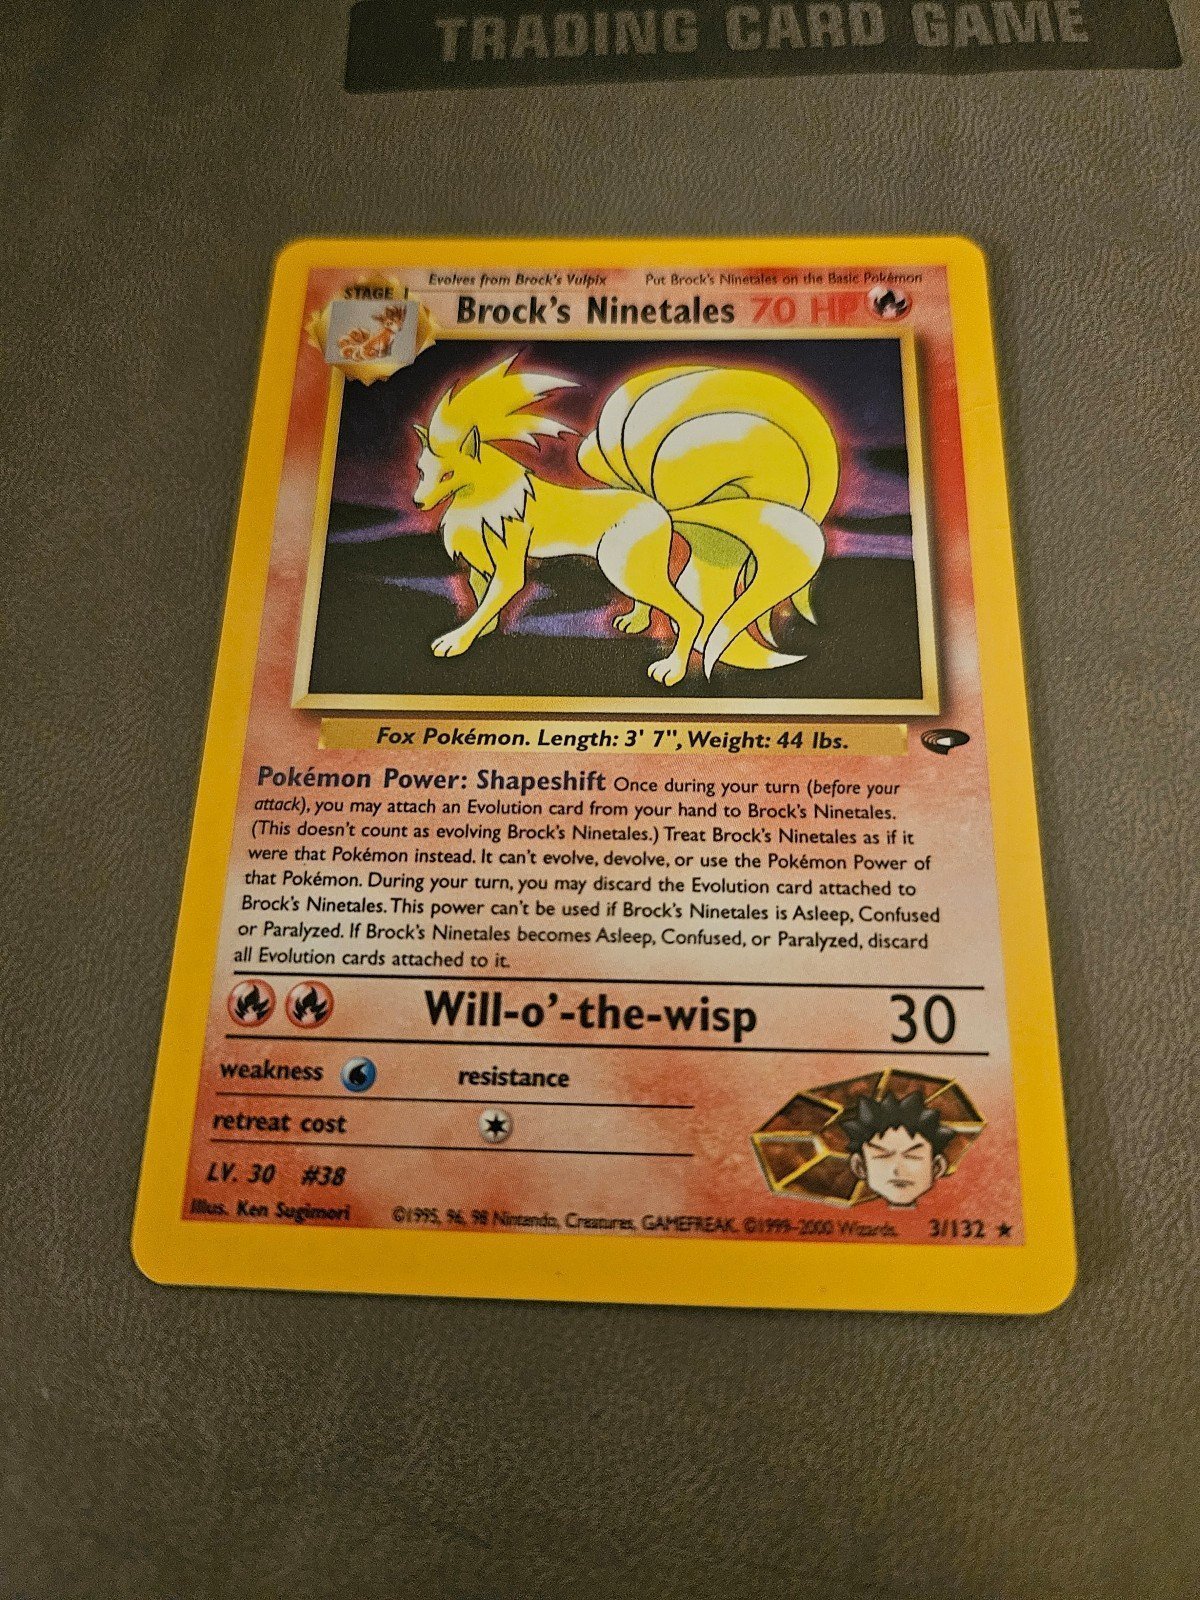 TRADING CARD GAME
Evolves from Brock's Vulpix Put Brock's Ninetales on the Basic Pokémon
STAGE 1
Brock's Ninetales 70 HP
Fox Pokémon. Length: 3' 7", Weight: 44 lbs.
Pokémon Power: Shapeshift Once during your turn (before your
attack), you may attach an Evolution card from your hand to Brock's Ninetales.
(This doesn't count as evolving Brock's Ninetales.) Treat Brock's Ninetales as if it
were that Pokémon instead. It can't evolve, devolve, or use the Pokémon Power of
that Pokémon. During your turn, you may discard the Evolution card attached to
Brock's Ninetales. This power can't be used if Brock's Ninetales is Asleep, Confused
or Paralyzed. If Brock's Ninetales becomes Asleep, Confused, or Paralyzed, discard
all Evolution cards attached to it.
Will-o'-the-wisp 30
weakness resistance
retreat cost
LV. 30 #38
Illus. Ken Sugimori ©1995, 96, 98 Nintendo, Creatures, GAMEFREAK. ©1999-2000 Wizards. 3/132 ★